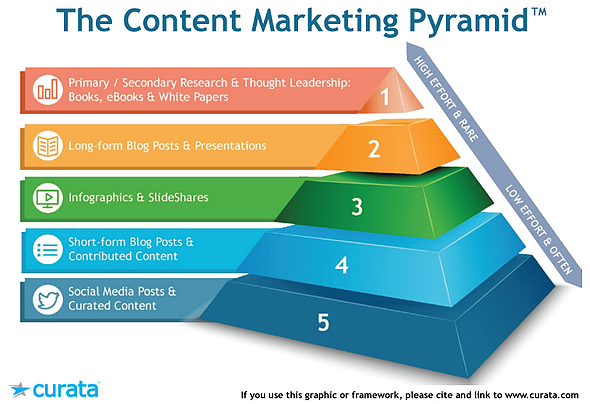 The Content Marketing Pyramid™
HIGH EFFORT & RARE
LOW EFFORT & OFTEN
Primary / Secondary Research & Thought Leadership:
Books, eBooks & White Papers
1
Long-form Blog Posts & Presentations
2
Infographics & SlideShares
3
Short-form Blog Posts &
Contributed Content
4
Social Media Posts &
Curated Content
5
curata
If you use this graphic or framework, please cite and link to www.curata.com